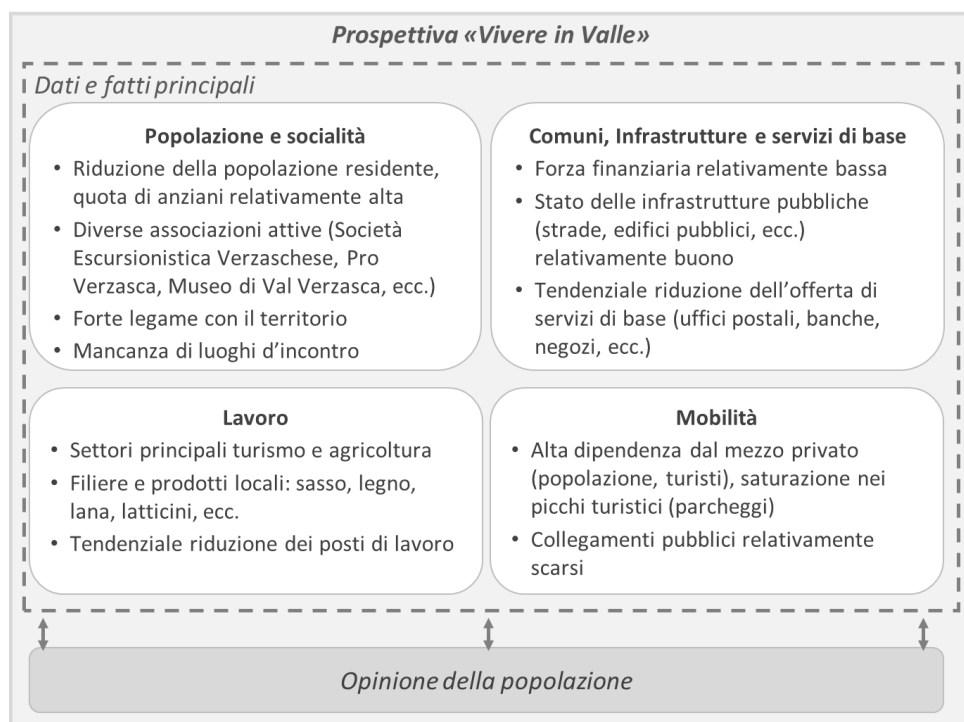 Prospettiva «Vivere in Valle»
Dati e fatti principali
Popolazione e socialità
• Riduzione della popolazione residente,
quota di anziani relativamente alta
• Diverse associazioni attive (Società
Escursionistica Verzaschese, Pro
Verzasca, Museo di Val Verzasca, ecc.)
• Forte legame con il territorio
• Mancanza di luoghi d’incontro
Comuni, Infrastrutture e servizi di base
• Forza finanziaria relativamente bassa
• Stato delle infrastrutture pubbliche
(strade, edifici pubblici, ecc.)
relativamente buono
• Tendenziale riduzione dell’offerta di
servizi di base (uffici postali, banche,
negozi, ecc.)
Lavoro
• Settori principali turismo e agricoltura
• Filiere e prodotti locali: sasso, legno,
lana, latticini, ecc.
• Tendenziale riduzione dei posti di lavoro
Mobilità
• Alta dipendenza dal mezzo privato
(popolazione, turisti), saturazione nei
picchi turistici (parcheggi)
• Collegamenti pubblici relativamente
scarsi
Opinione della popolazione